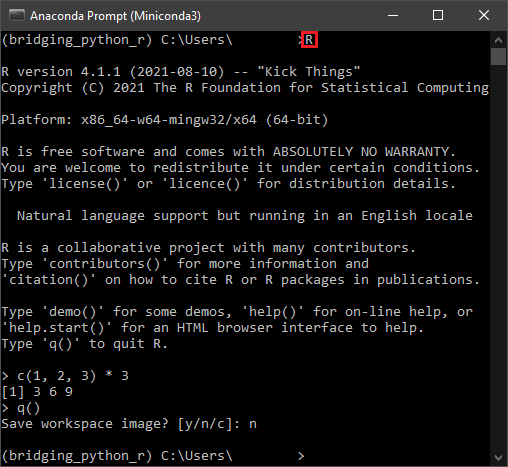 Anaconda Prompt (Miniconda3)
(bridging_python_r) C:\Users\ >R
R version 4.1.1 (2021-08-10) -- "Kick Things"
Copyright (C) 2021 The R Foundation for Statistical Computing
Platform: x86_64-w64-mingw32/x64 (64-bit)
R is free software and comes with ABSOLUTELY NO WARRANTY.
You are welcome to redistribute it under certain conditions.
Type 'license()' or 'licence()' for distribution details.
Natural language support but running in an English locale
R is a collaborative project with many contributors.
Type 'contributors()' for more information and
'citation()' on how to cite R or R packages in publications.
Type 'demo()' for some demos, 'help()' for on-line help, or
'help.start()' for an HTML browser interface to help.
Type 'q()' to quit R.
> c(1, 2, 3) * 3
[1] 3 6 9
> q()
Save workspace image? [y/n/c]: n
(bridging_python_r) C:\Users\ >